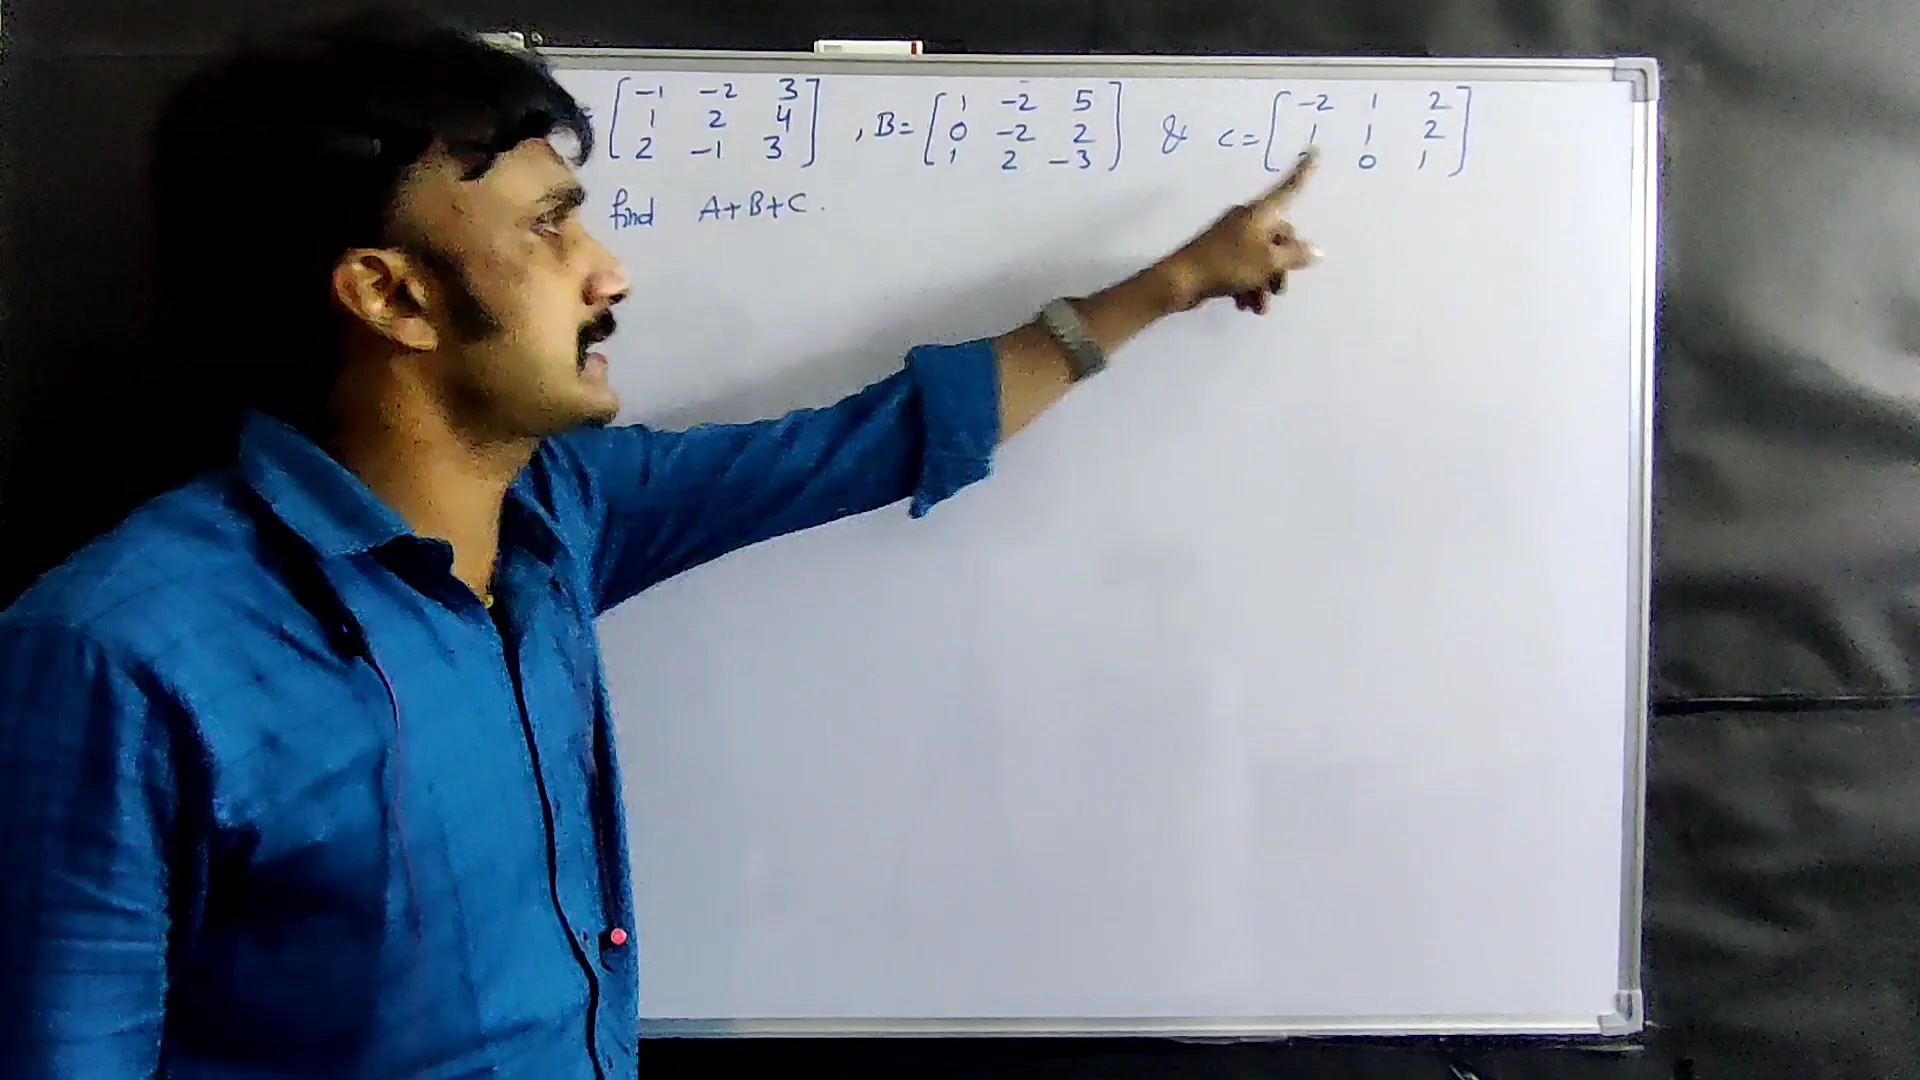 = [ -1 -2 3 ] , B= [ 1 -2 5 ] & C= [ -2 1 2 ]
[ 1 2 4 ] [ 0 -2 2 ] [ 1 1 2 ]
[ 2 -1 3 ] [ 1 2 -3 ] [ 0 1 ]
find A+B+C.